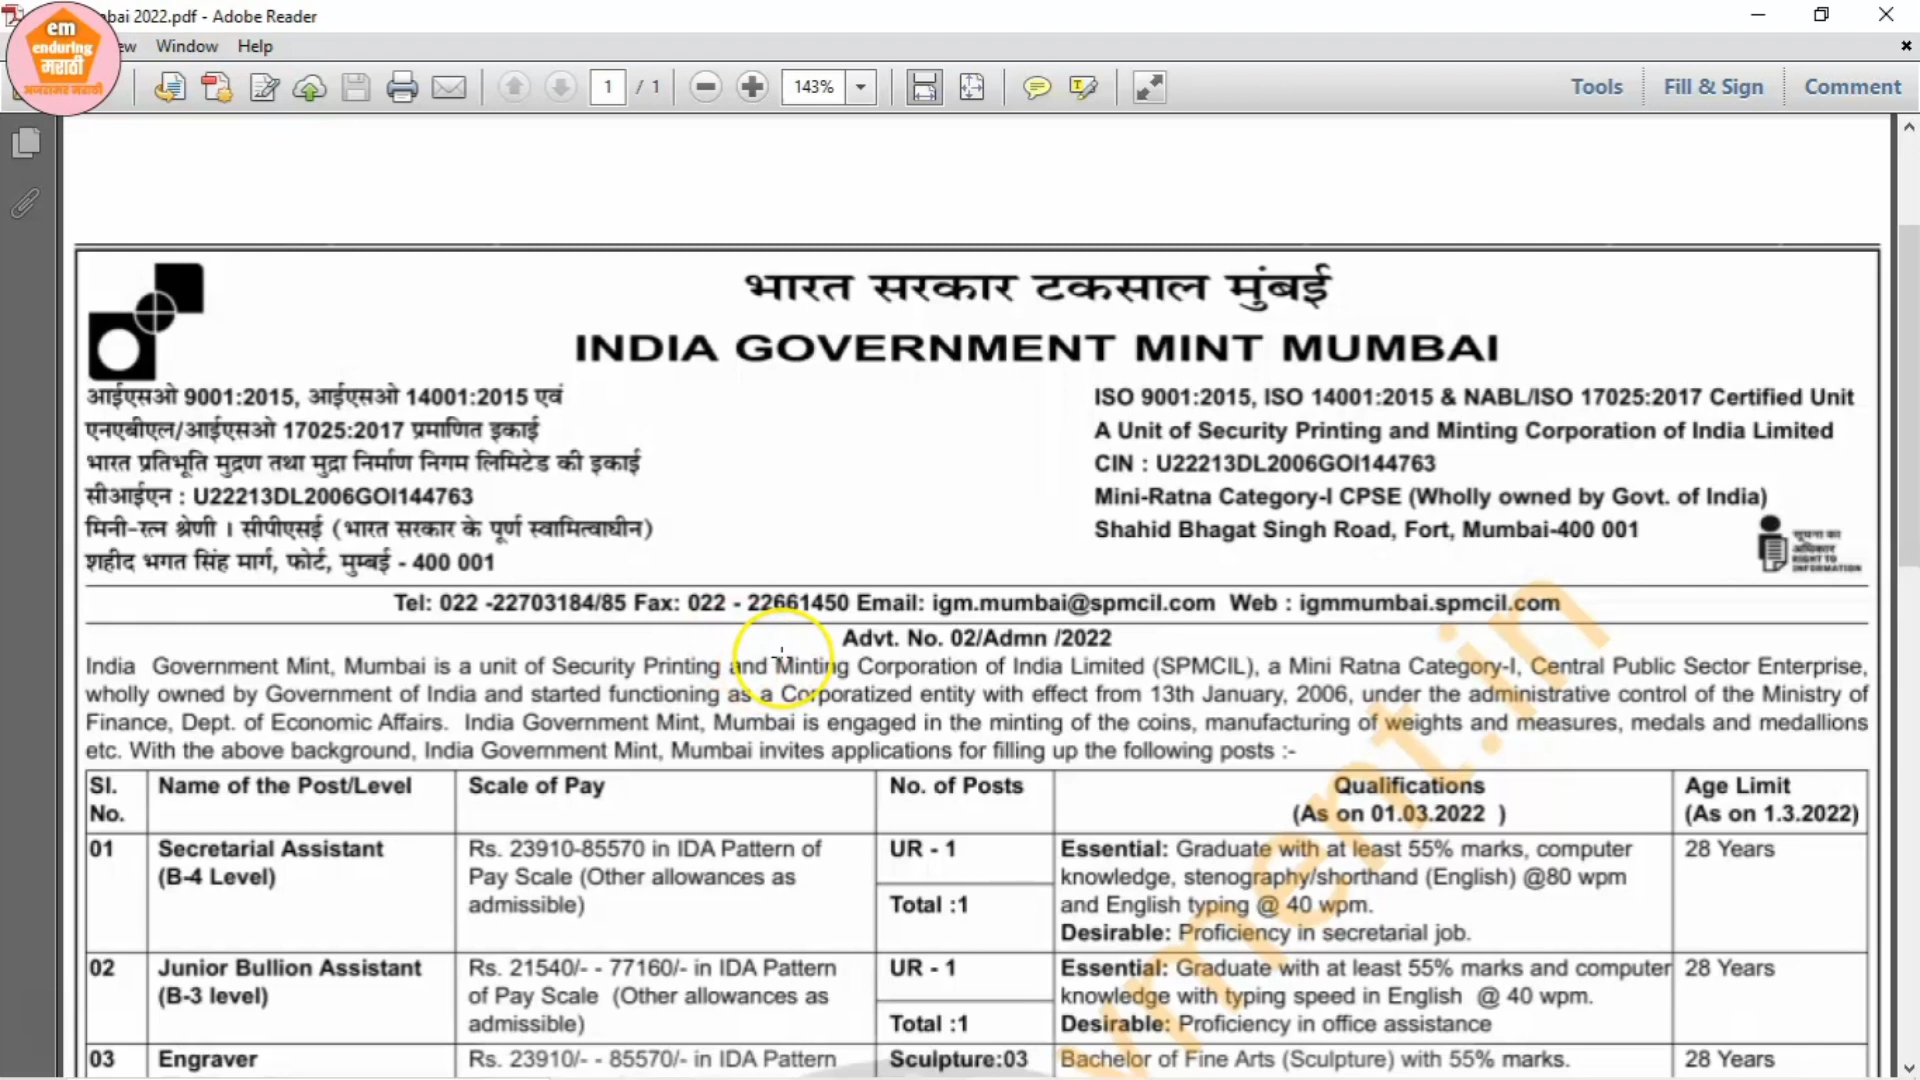 mbai 2022.pdf - Adobe Reader
em
enduring
मराठी
अजरामर मराठी
Window Help
1 / 1 143% Tools Fill & Sign Comment
भारत सरकार टकसाल मुंबई
INDIA GOVERNMENT MINT MUMBAI
आईएसओ 9001:2015, आईएसओ 14001:2015 एवं
एनएबीएल/आईएसओ 17025:2017 प्रमाणित इकाई
भारत प्रतिभूति मुद्रण तथा मुद्रा निर्माण निगम लिमिटेड की इकाई
सीआईएन : U22213DL2006GOI144763
मिनी-रत्न श्रेणी । सीपीएसई (भारत सरकार के पूर्ण स्वामित्वाधीन)
शहीद भगत सिंह मार्ग, फोर्ट, मुम्बई - 400 001
ISO 9001:2015, ISO 14001:2015 & NABL/ISO 17025:2017 Certified Unit
A Unit of Security Printing and Minting Corporation of India Limited
CIN : U22213DL2006GOI144763
Mini-Ratna Category-I CPSE (Wholly owned by Govt. of India)
Shahid Bhagat Singh Road, Fort, Mumbai-400 001
सूचना का
अधिकार
RIGHT TO
INFORMATION
Tel: 022 -22703184/85 Fax: 022 - 22661450 Email: igm.mumbai@spmcil.com Web : igmmumbai.spmcil.com
Advt. No. 02/Admn /2022
India Government Mint, Mumbai is a unit of Security Printing and Minting Corporation of India Limited (SPMCIL), a Mini Ratna Category-I, Central Public Sector Enterprise,
wholly owned by Government of India and started functioning as a Corporatized entity with effect from 13th January, 2006, under the administrative control of the Ministry of
Finance, Dept. of Economic Affairs. India Government Mint, Mumbai is engaged in the minting of the coins, manufacturing of weights and measures, medals and medallions
etc. With the above background, India Government Mint, Mumbai invites applications for filling up the following posts :-
Sl. Name of the Post/Level Scale of Pay No. of Posts Qualifications Age Limit
No. (As on 01.03.2022 ) (As on 1.3.2022)
01 Secretarial Assistant Rs. 23910-85570 in IDA Pattern of UR - 1 Essential: Graduate with at least 55% marks, computer 28 Years
(B-4 Level) Pay Scale (Other allowances as knowledge, stenography/shorthand (English) @80 wpm
admissible) Total :1 and English typing @ 40 wpm.
Desirable: Proficiency in secretarial job.
02 Junior Bullion Assistant Rs. 21540/- - 77160/- in IDA Pattern UR - 1 Essential: Graduate with at least 55% marks and computer 28 Years
(B-3 level) of Pay Scale (Other allowances as knowledge with typing speed in English @ 40 wpm.
admissible) Total :1 Desirable: Proficiency in office assistance
03 Engraver Rs. 23910/- - 85570/- in IDA Pattern Sculpture:03 Bachelor of Fine Arts (Sculpture) with 55% marks. 28 Years
vment.in